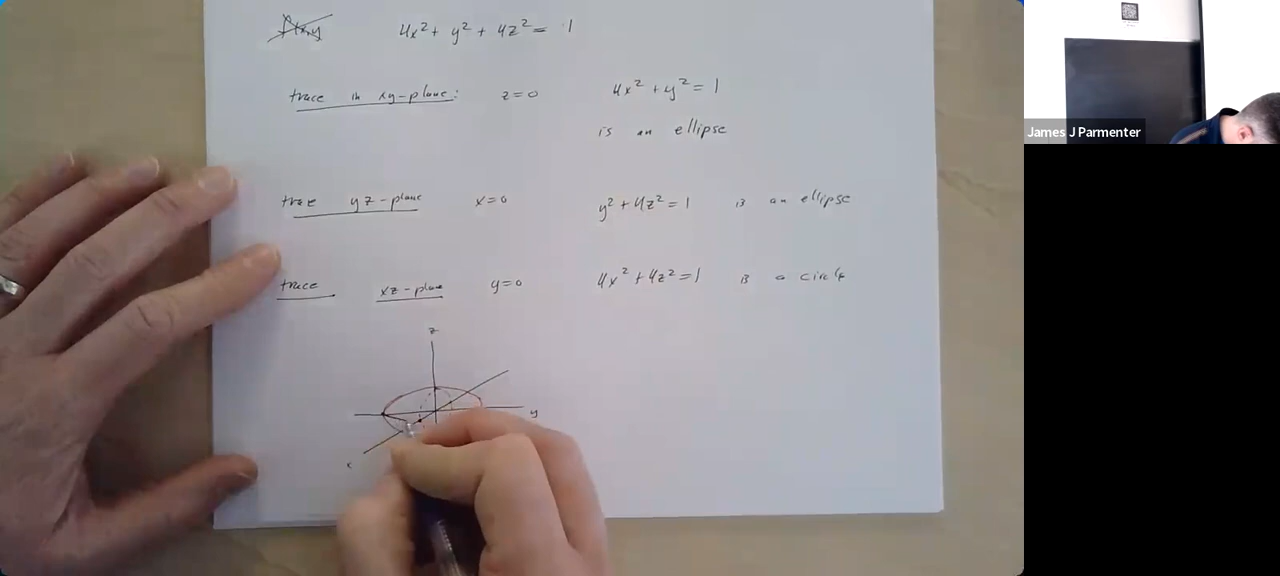 4x² + y² + 4z² = 1
trace in xy-plane: z=0 4x² + y² = 1
is an ellipse
trace yz-plane x=0 y² + 4z² = 1 is an ellipse
trace xz-plane y=0 4x² + 4z² = 1 is a circle
z
y
x
James J Parmenter